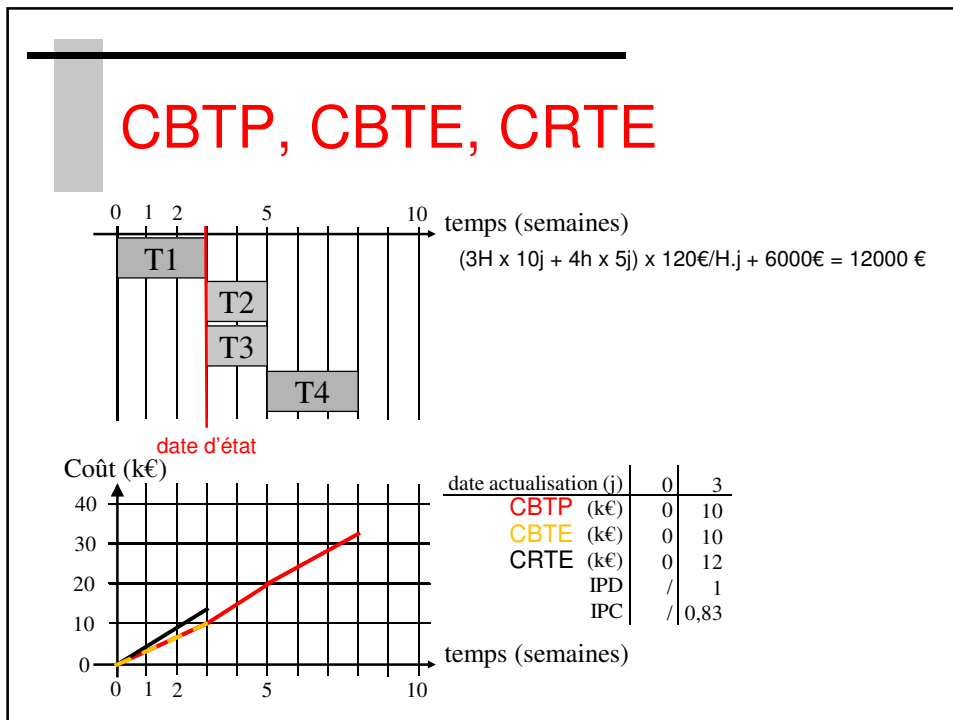 CBTP, CBTE, CRTE
0 1 2 5 10 temps (semaines)
(3H x 10j + 4h x 5j) x 120€/H.j + 6000€ = 12000 €
T1
T2
T3
T4
date d'état
Coût (k€)
40
30
20
10
0
0 1 2 5 10
temps (semaines)
date actualisation (j) 0 3
CBTP (k€) 0 10
CBTE (k€) 0 10
CRTE (k€) 0 12
IPD / 1
IPC / 0,83